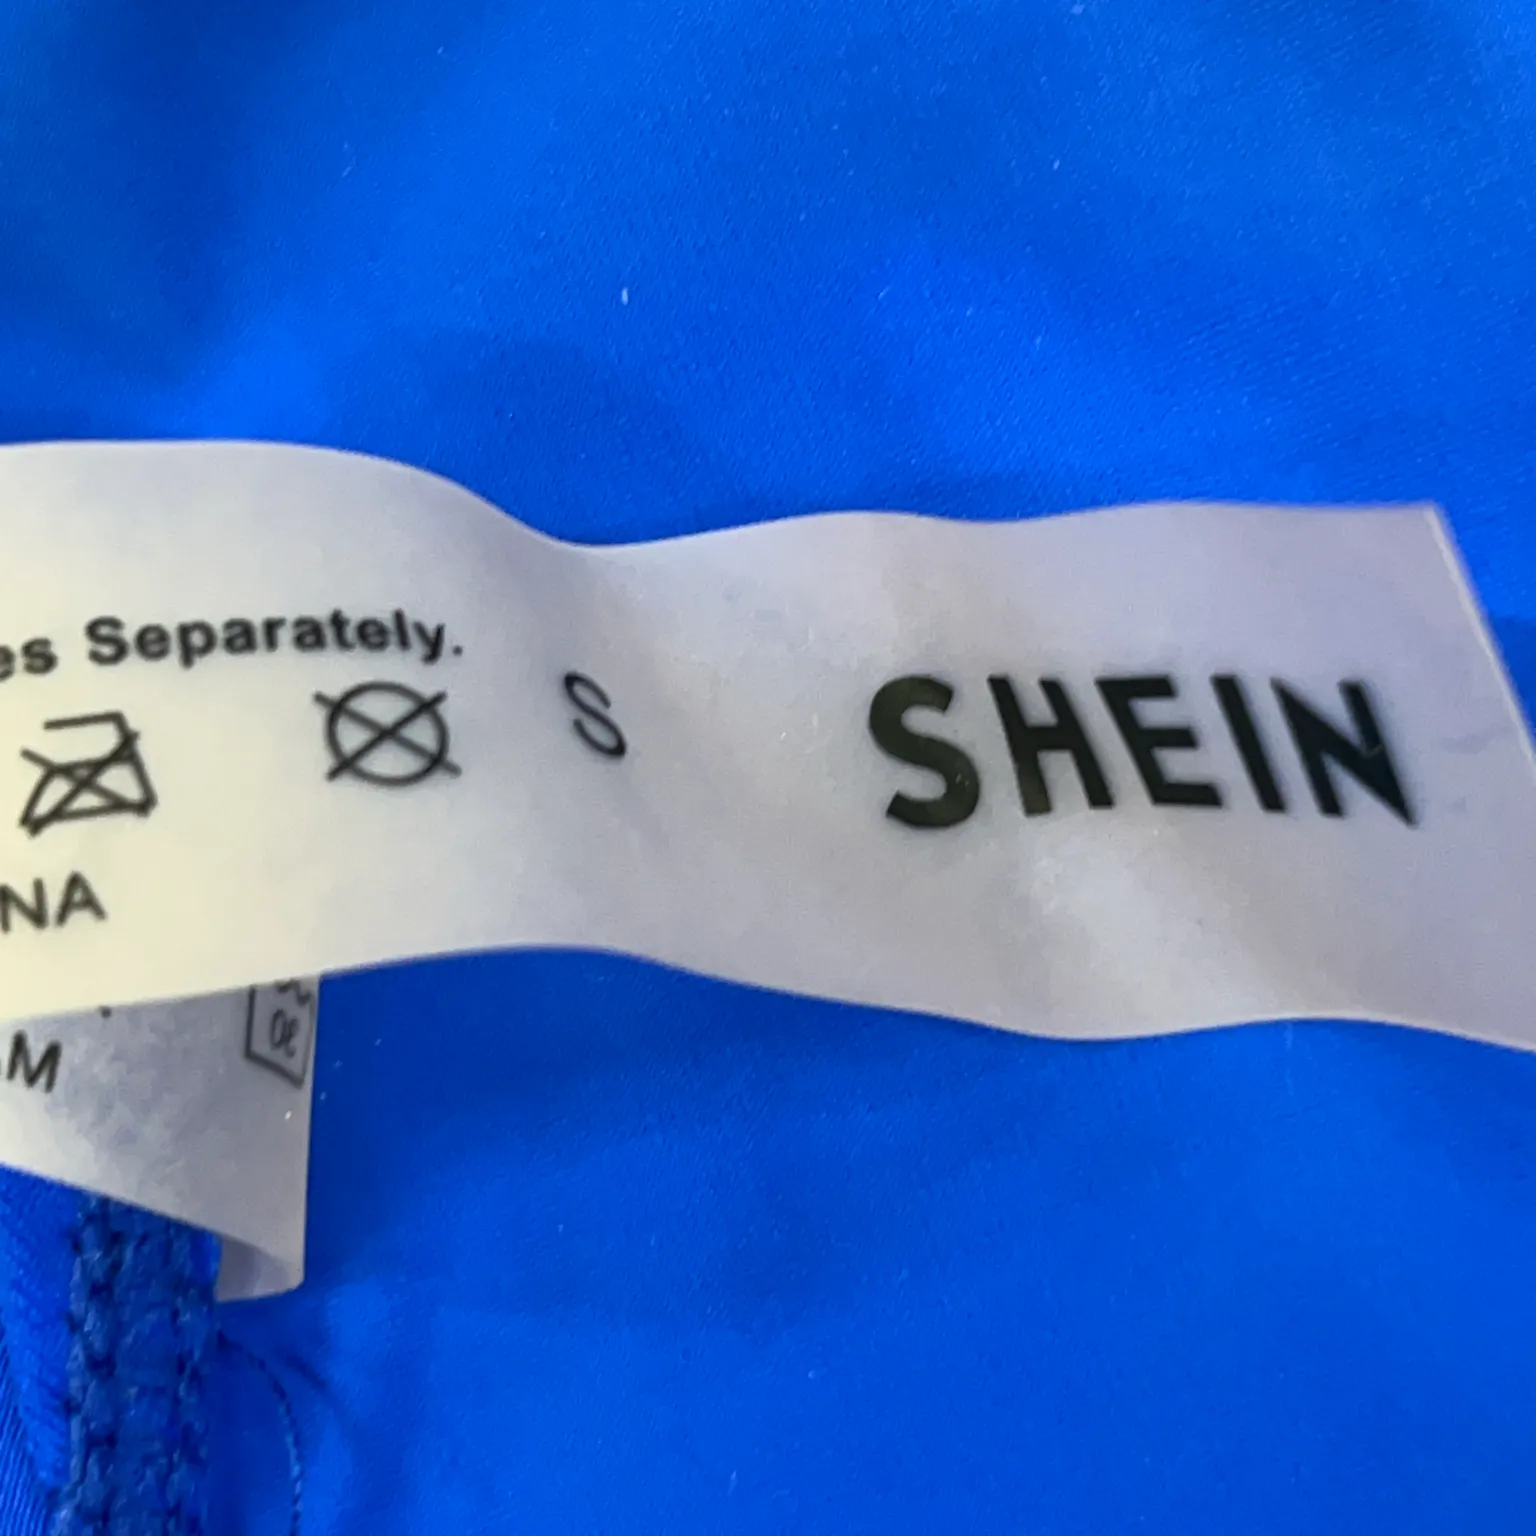 es Separately.
S
SHEIN
NA
M